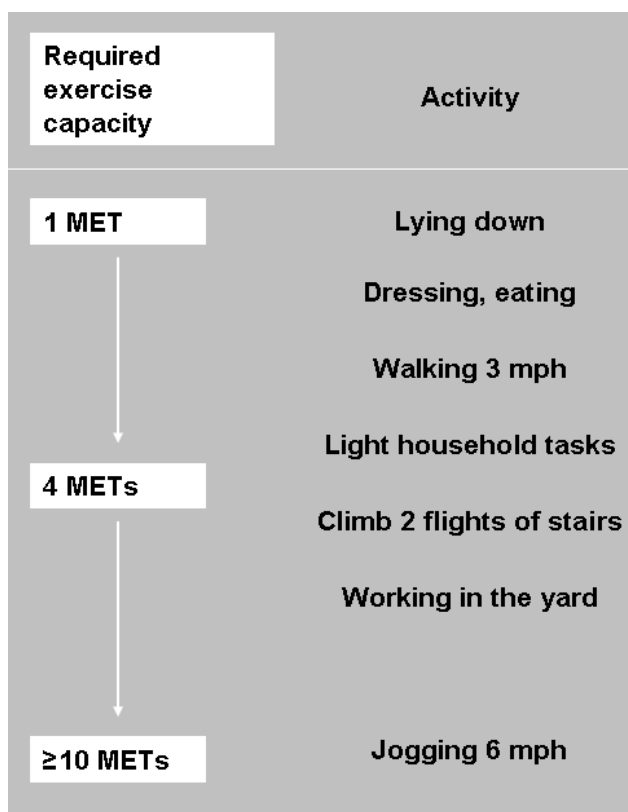 Required
exercise
capacity
Activity
1 MET
Lying down
Dressing, eating
Walking 3 mph
Light household tasks
4 METs
Climb 2 flights of stairs
Working in the yard
≥10 METs
Jogging 6 mph